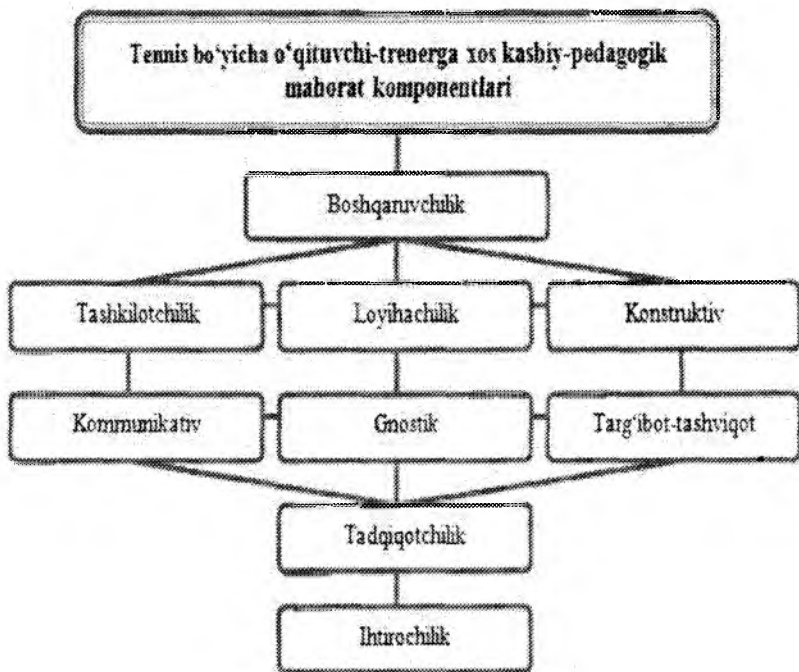 Tennis bo‘yicha o‘qituvchi-trenerga xos kasbiy-pedagogik
mahorat komponentlari
Boshqaruvchilik
Tashkilotchilik
Loyihachilik
Konstruktiv
Kommunikativ
Gnostik
Targ‘ibot-tashviqot
Tadqiqotchilik
Ihtirochilik